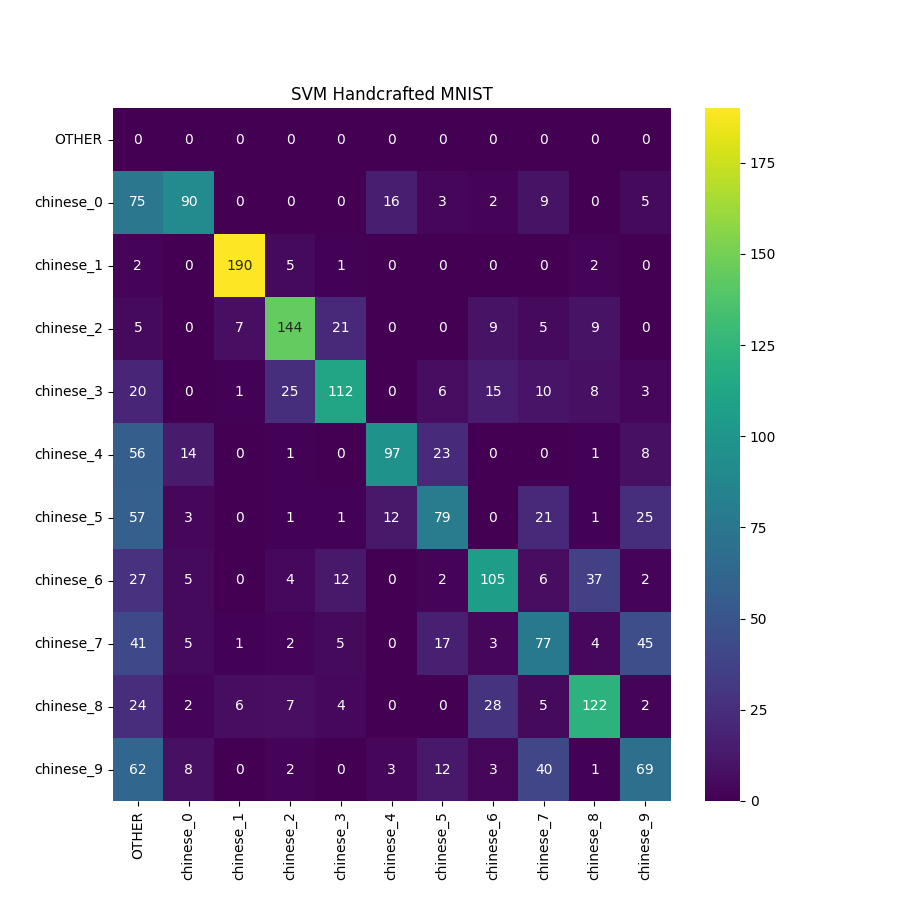 SVM Handcrafted MNIST
OTHER 0 0 0 0 0 0 0 0 0 0 0
chinese_0 75 90 0 0 0 16 3 2 9 0 5
chinese_1 2 0 190 5 1 0 0 0 0 2 0
chinese_2 5 0 7 144 21 0 0 9 5 9 0
chinese_3 20 0 1 25 112 0 6 15 10 8 3
chinese_4 56 14 0 1 0 97 23 0 0 1 8
chinese_5 57 3 0 1 1 12 79 0 21 1 25
chinese_6 27 5 0 4 12 0 2 105 6 37 2
chinese_7 41 5 1 2 5 0 17 3 77 4 45
chinese_8 24 2 6 7 4 0 0 28 5 122 2
chinese_9 62 8 0 2 0 3 12 3 40 1 69
OTHER chinese_0 chinese_1 chinese_2 chinese_3 chinese_4 chinese_5 chinese_6 chinese_7 chinese_8 chinese_9
175
150
125
100
75
50
25
0